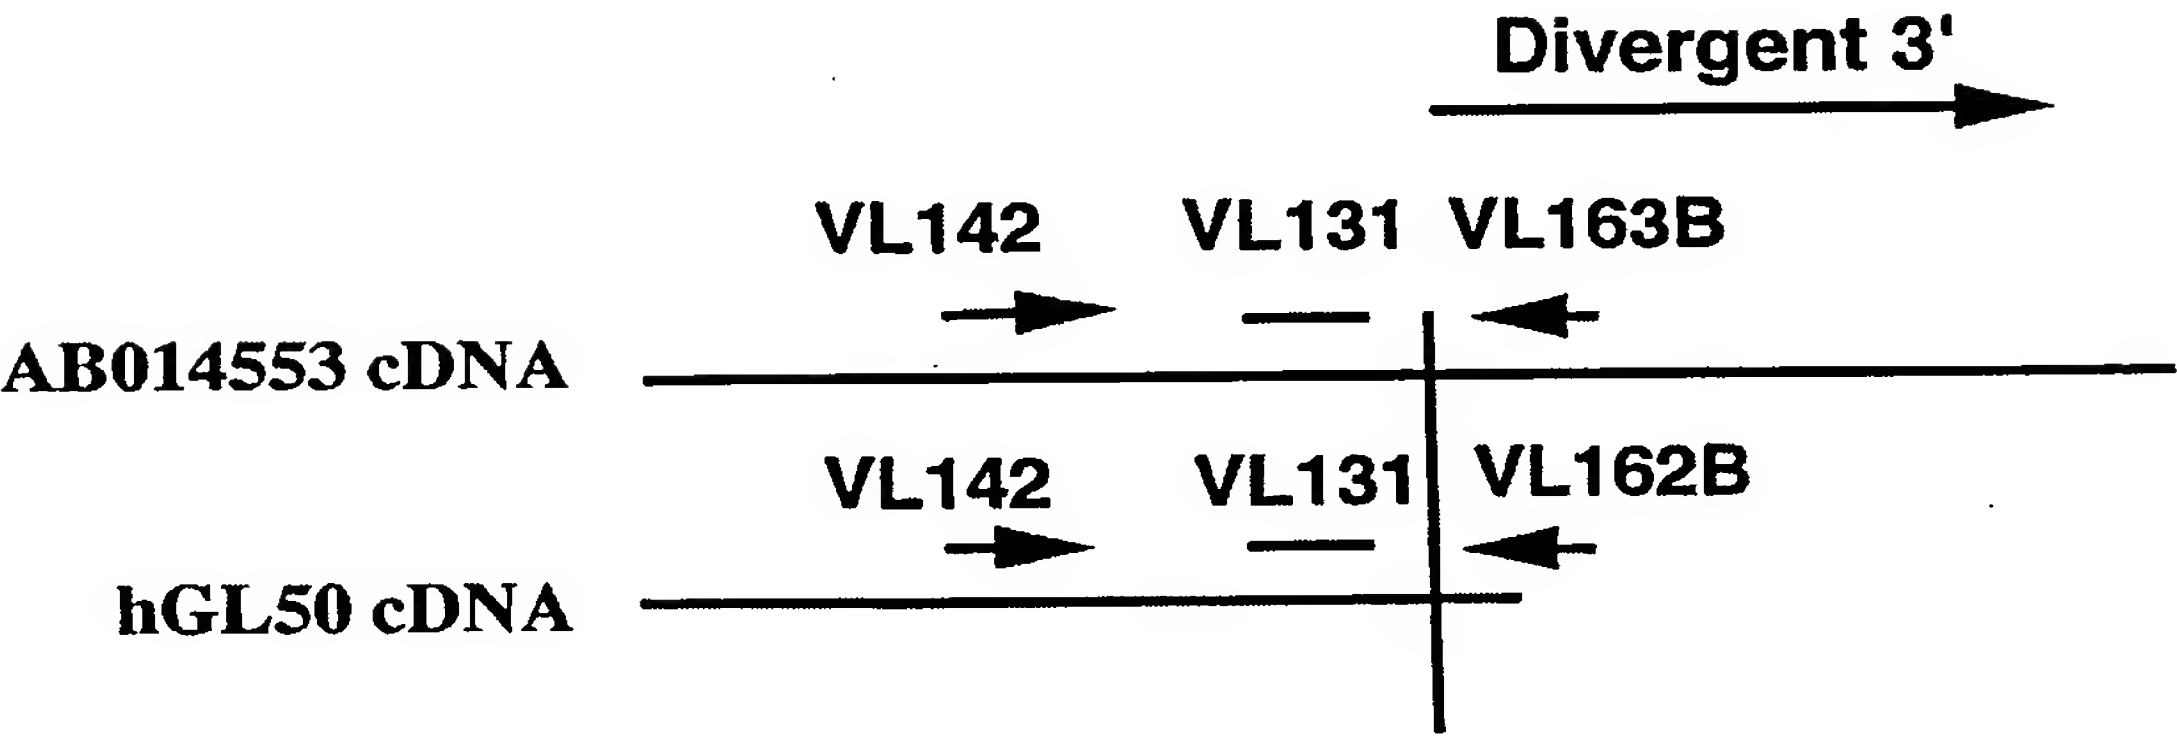 Divergent 3'
VL142 VL131 VL163B
AB014553 cDNA
VL142 VL131 VL162B
hGL50 cDNA